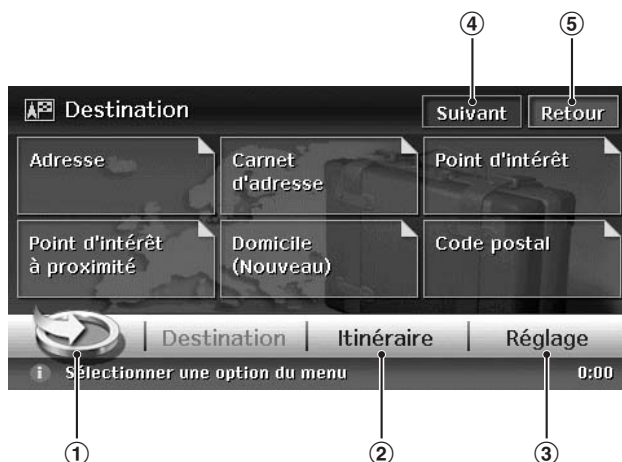 ④ ⑤
Destination Suivant Retour
Adresse
Carnet
d'adresse
Point d'intérêt
Point d'intérêt
à proximité
Domicile
(Nouveau)
Code postal
Destination Itinéraire Réglage
i Sélectionner une option du menu 0:00
① ② ③